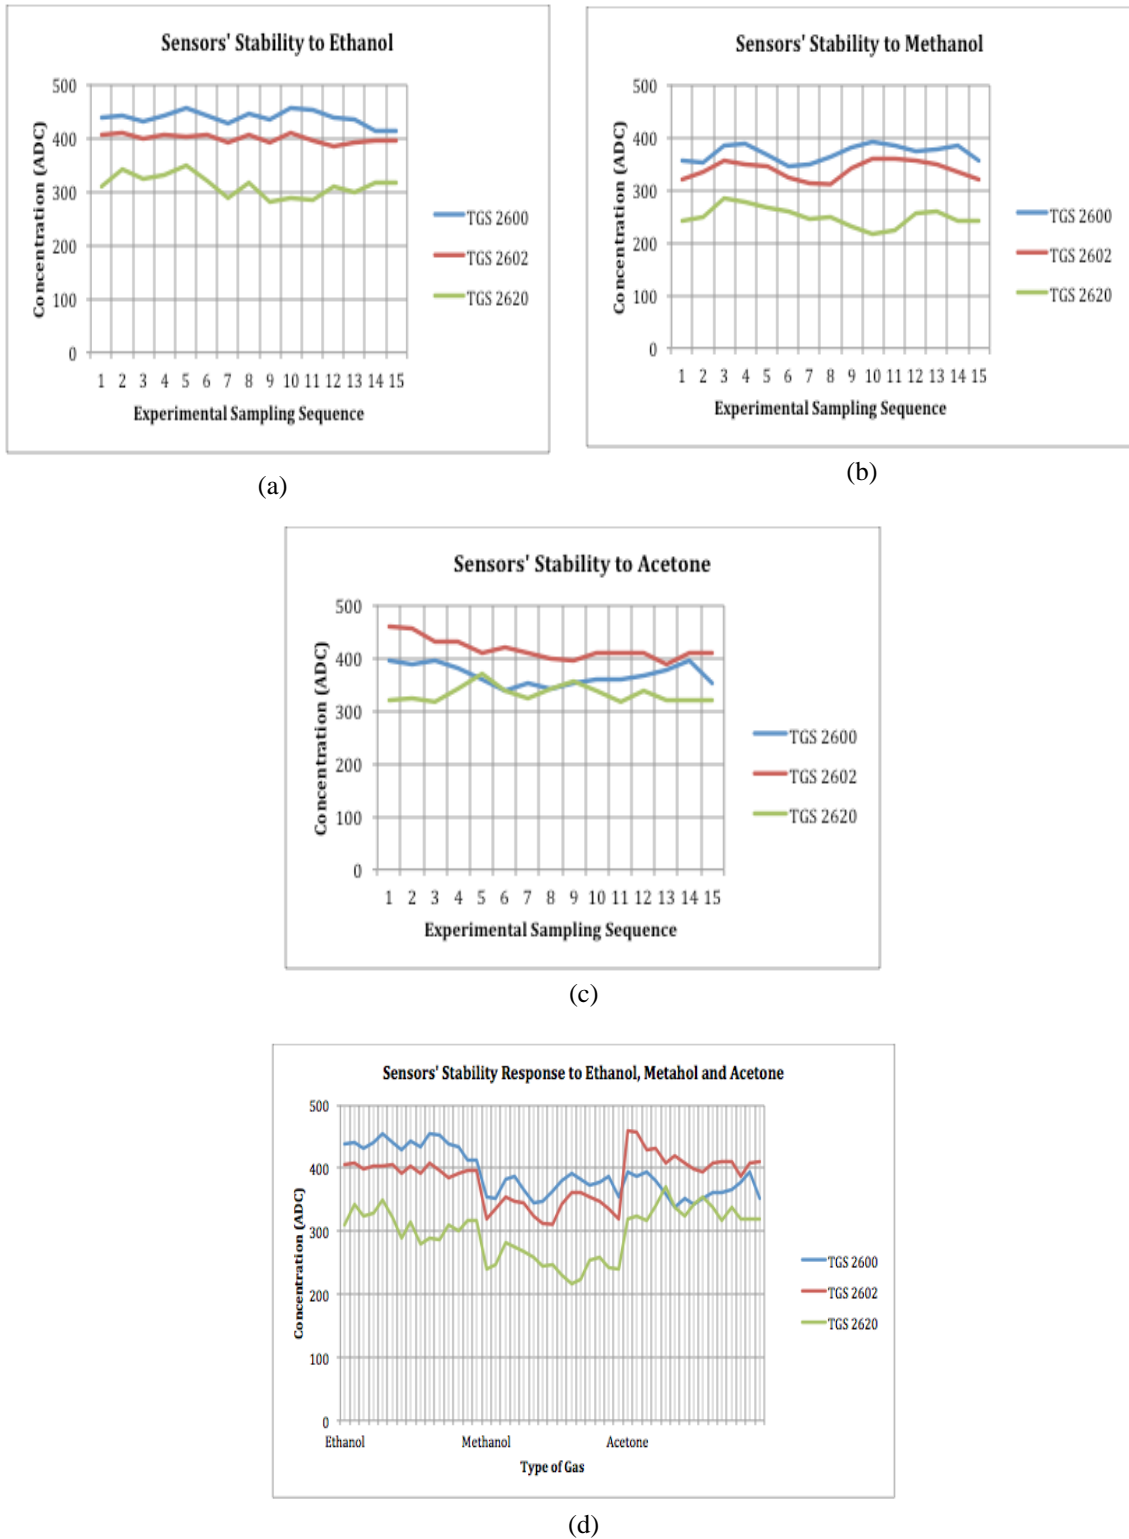 Sensors' Stability to Ethanol
Concentration (ADC)
500
400
300
200
100
0
1 2 3 4 5 6 7 8 9 10 11 12 13 14 15
Experimental Sampling Sequence
TGS 2600
TGS 2602
TGS 2620
(a)
Sensors' Stability to Methanol
Concentration (ADC)
500
400
300
200
100
0
1 2 3 4 5 6 7 8 9 10 11 12 13 14 15
Experimental Sampling Sequence
TGS 2600
TGS 2602
TGS 2620
(b)
Sensors' Stability to Acetone
Concentration (ADC)
500
400
300
200
100
0
1 2 3 4 5 6 7 8 9 10 11 12 13 14 15
Experimental Sampling Sequence
TGS 2600
TGS 2602
TGS 2620
(c)
Sensors' Stability Response to Ethanol, Metahol and Acetone
Concentration (ADC)
500
400
300
200
100
0
Ethanol Methanol Acetone
Type of Gas
TGS 2600
TGS 2602
TGS 2620
(d)